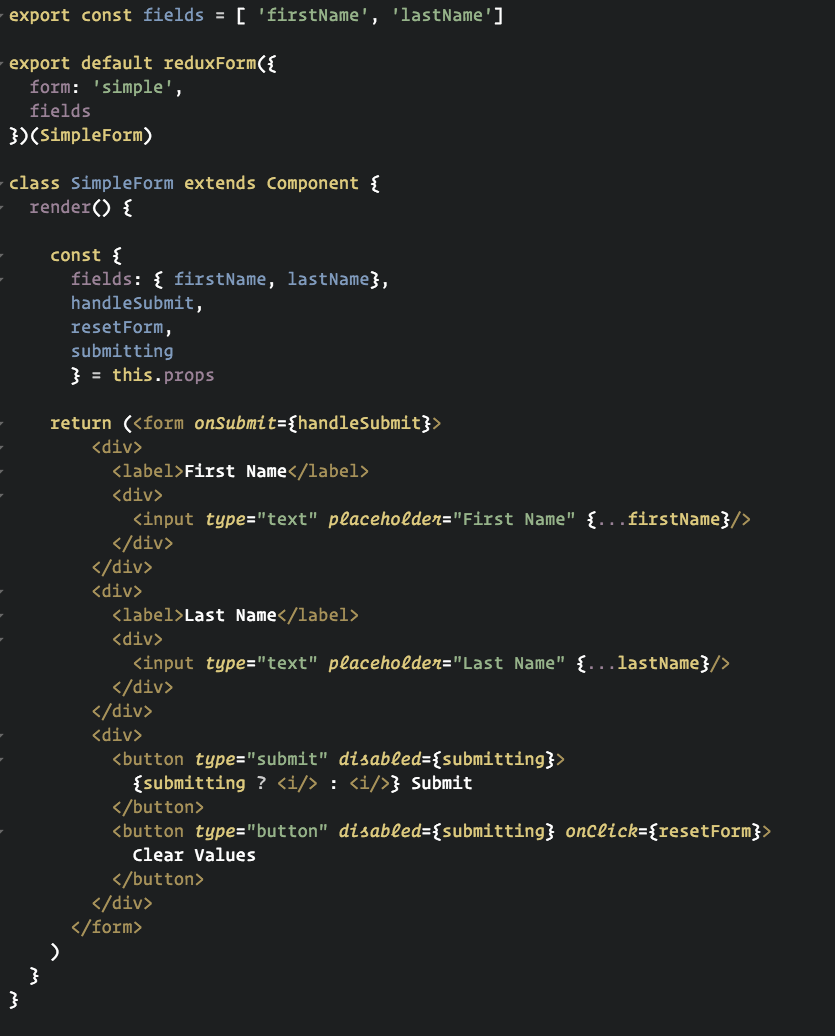 export const fields = [ 'firstName', 'lastName']
export default reduxForm({
  form: 'simple',
  fields
})(SimpleForm)
class SimpleForm extends Component {
  render() {
    const {
      fields: { firstName, lastName},
      handleSubmit,
      resetForm,
      submitting
      } = this.props
    return (<form onSubmit={handleSubmit}>
        <div>
          <label>First Name</label>
          <div>
            <input type="text" placeholder="First Name" {...firstName}/>
          </div>
        </div>
        <div>
          <label>Last Name</label>
          <div>
            <input type="text" placeholder="Last Name" {...lastName}/>
          </div>
        </div>
        <div>
          <button type="submit" disabled={submitting}>
            {submitting ? <i/> : <i/>} Submit
          </button>
          <button type="button" disabled={submitting} onClick={resetForm}>
            Clear Values
          </button>
        </div>
      </form>
    )
  }
}